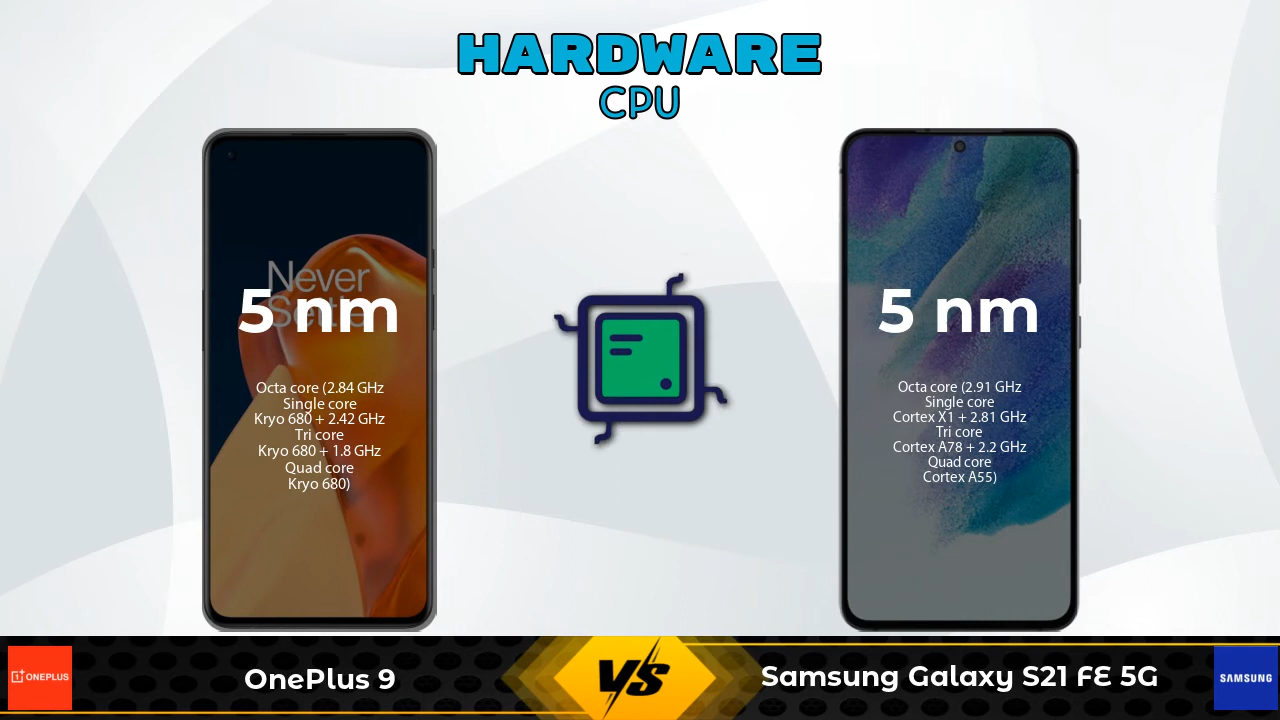 HARDWARE
CPU
Never
Settle
5 nm
Octa core (2.84 GHz
Single core
Kryo 680 + 2.42 GHz
Tri core
Kryo 680 + 1.8 GHz
Quad core
Kryo 680)
5 nm
Octa core (2.91 GHz
Single core
Cortex X1 + 2.81 GHz
Tri core
Cortex A78 + 2.2 GHz
Quad core
Cortex A55)
ONEPLUS
OnePlus 9
VS
Samsung Galaxy S21 FE 5G
SAMSUNG